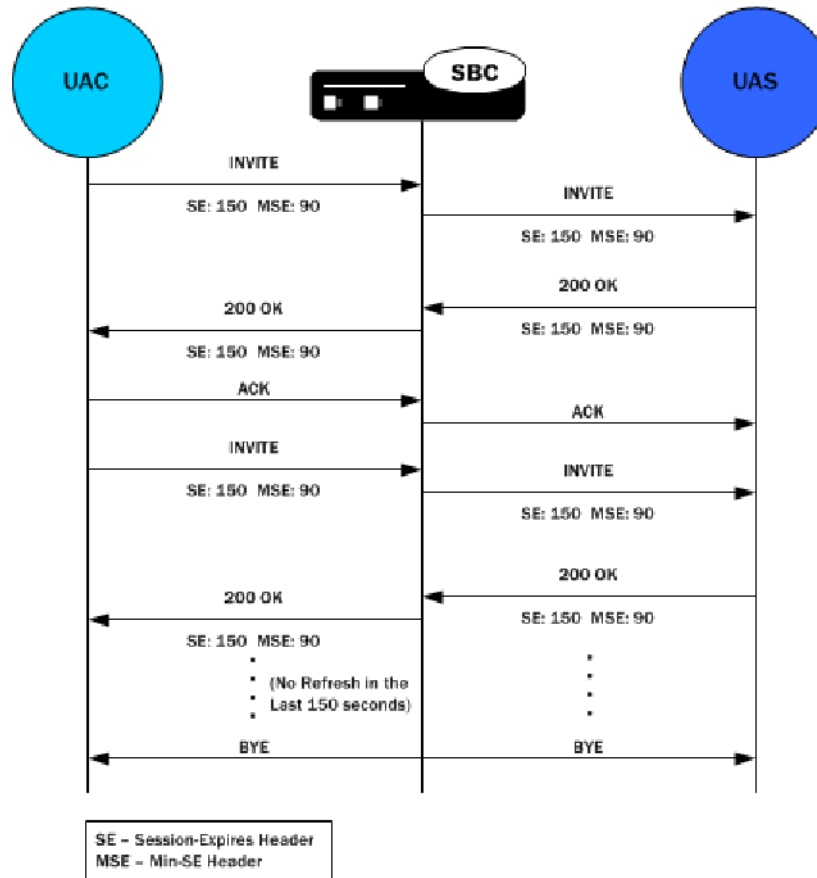 UAC
SBC
UAS
INVITE
SE: 150 MSE: 90
INVITE
SE: 150 MSE: 90
200 OK
SE: 150 MSE: 90
200 OK
SE: 150 MSE: 90
ACK
ACK
INVITE
SE: 150 MSE: 90
INVITE
SE: 150 MSE: 90
200 OK
SE: 150 MSE: 90
200 OK
SE: 150 MSE: 90
(No Refresh in the
Last 150 seconds)
BYE
BYE
SE – Session-Expires Header
MSE – Min-SE Header